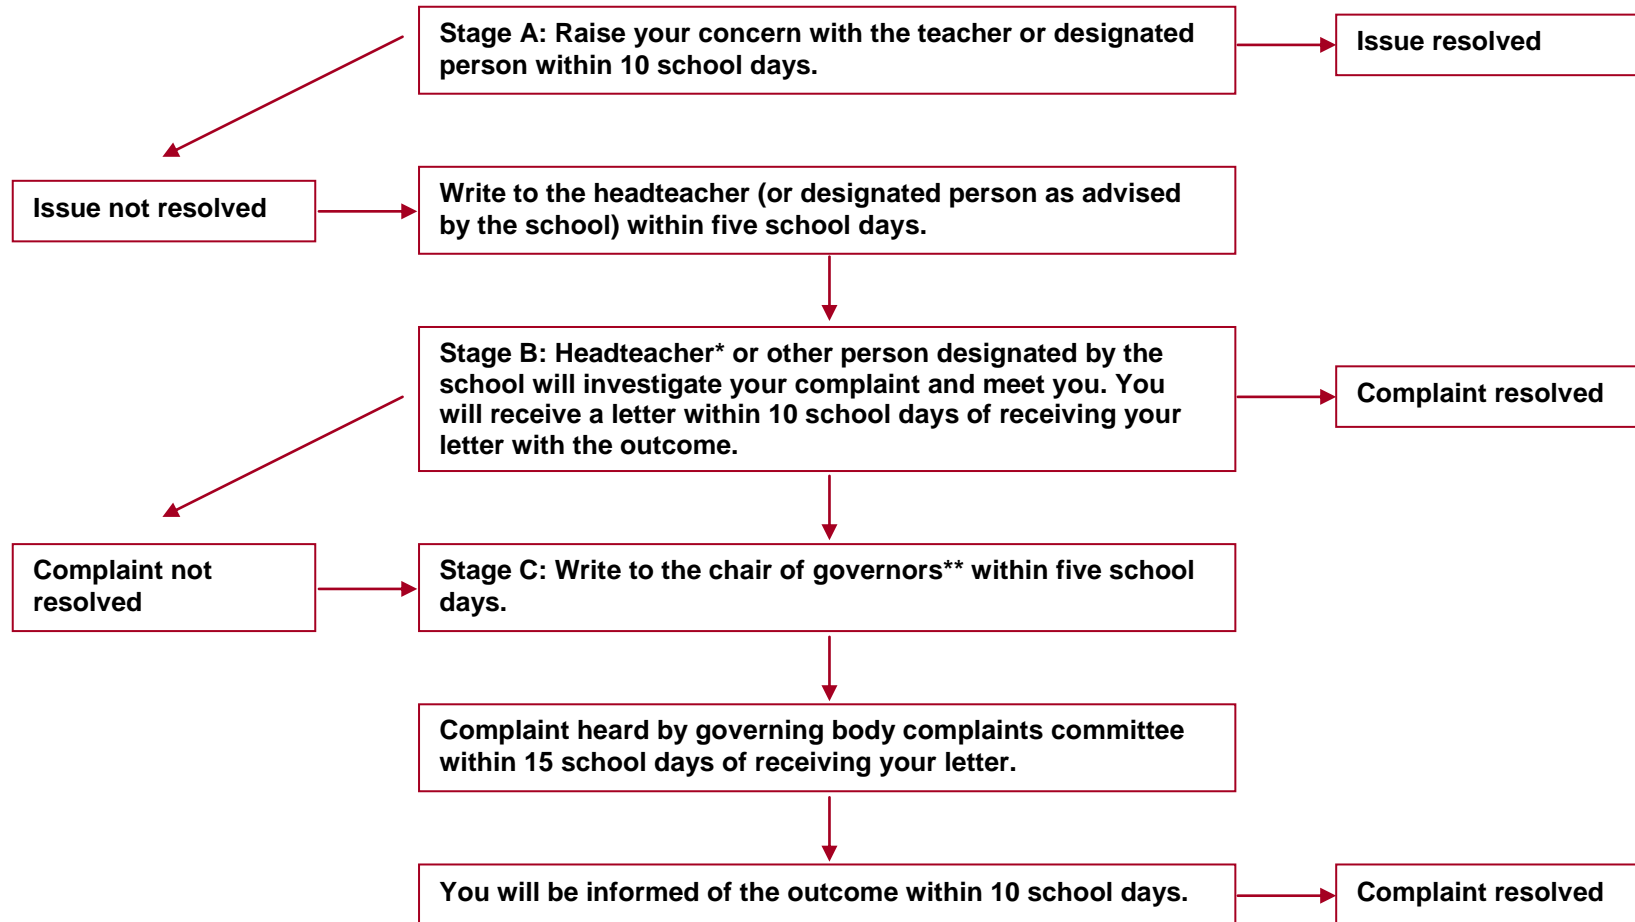 Stage A: Raise your concern with the teacher or designated
person within 10 school days.
Issue resolved
Issue not resolved
Write to the headteacher (or designated person as advised
by the school) within five school days.
Stage B: Headteacher* or other person designated by the
school will investigate your complaint and meet you. You
will receive a letter within 10 school days of receiving your
letter with the outcome.
Complaint resolved
Complaint not
resolved
Stage C: Write to the chair of governors** within five school
days.
Complaint heard by governing body complaints committee
within 15 school days of receiving your letter.
You will be informed of the outcome within 10 school days.
Complaint resolved